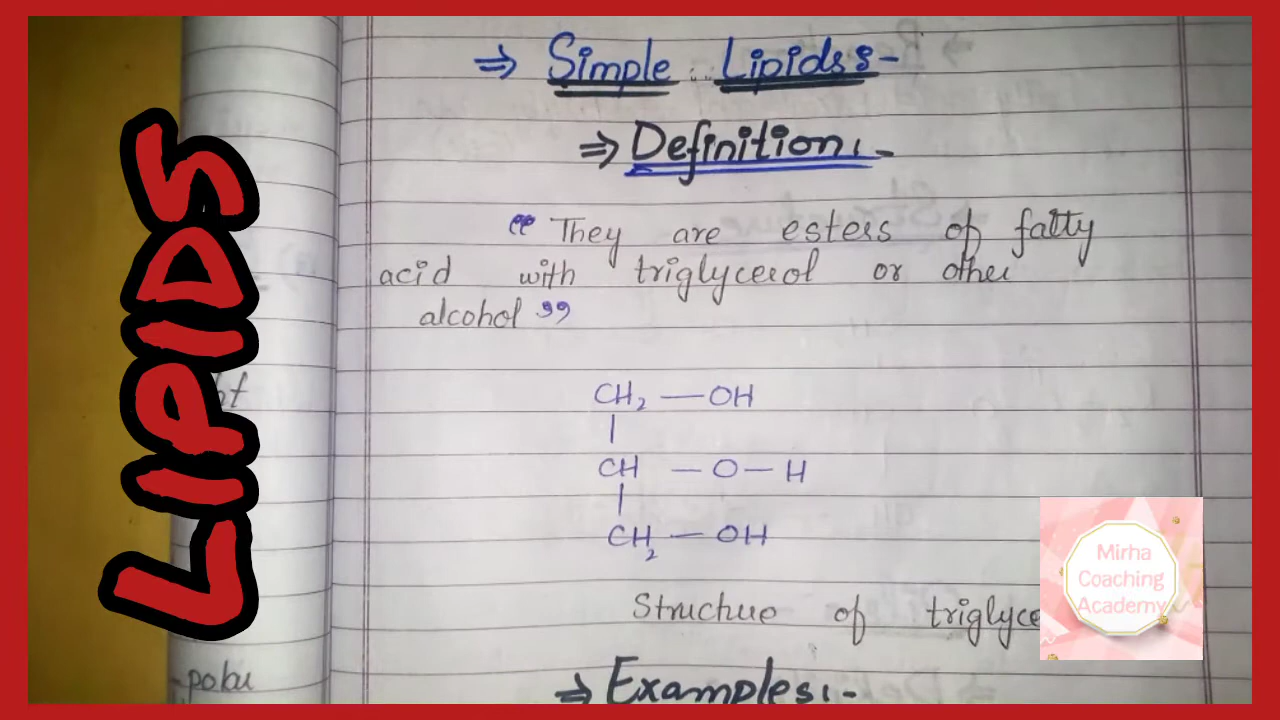 ⇒ Simple Lipids:-
⇒ Definition:-
“ They are esters of fatty
acid with triglycerol or other
alcohol ”
CH₂ — OH
|
CH — O — H
|
CH₂ — OH
Structue of triglyce
⇒ Examples:-
LIPIDS
Mirha
Coaching
Academy